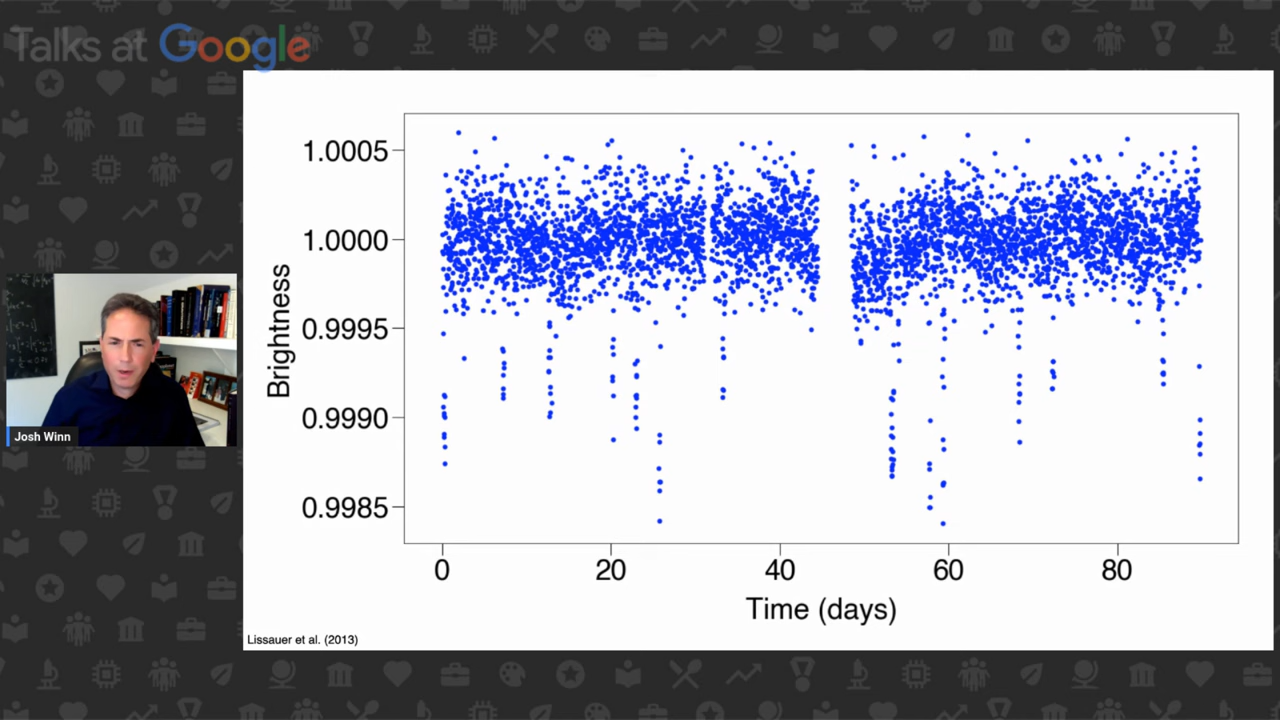 Talks at Google
1.0005
1.0000
0.9995
0.9990
0.9985
Brightness
0
20
40
60
80
Time (days)
Lissauer et al. (2013)
Josh Winn